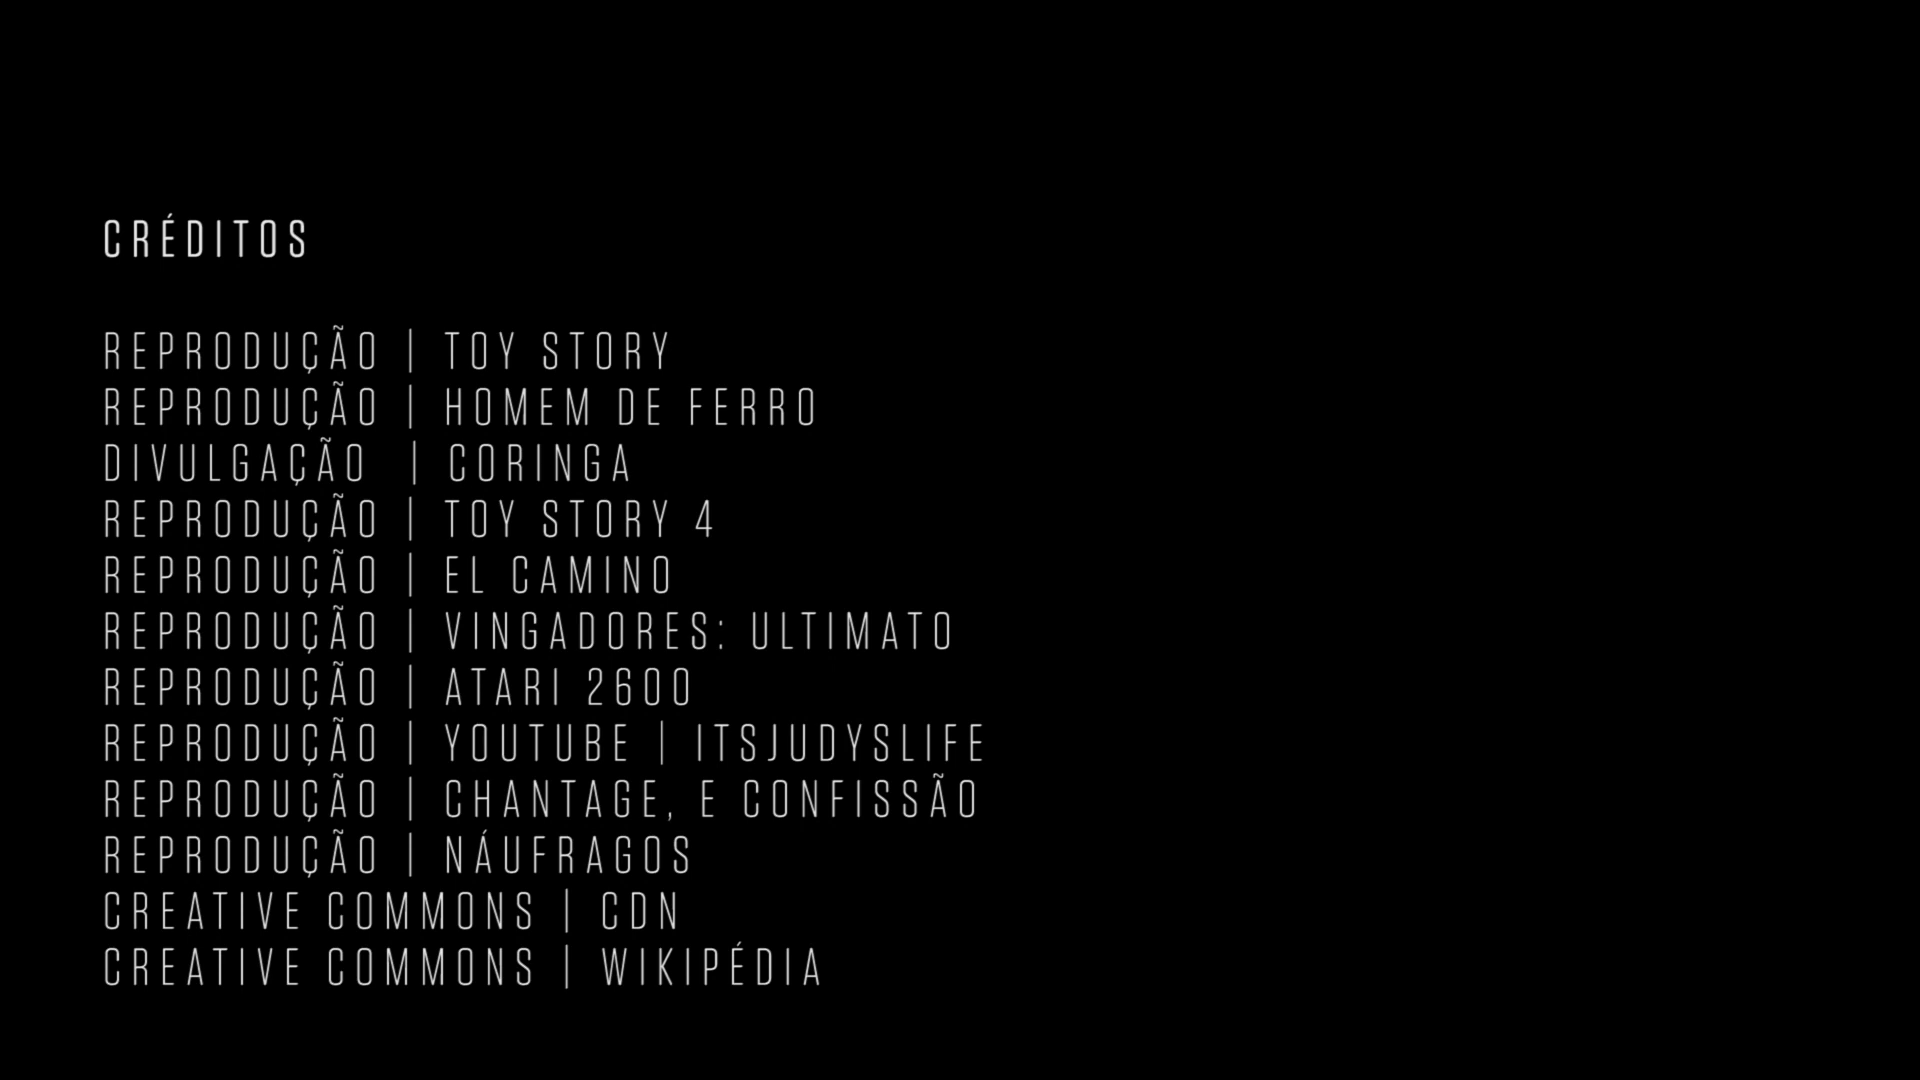 CRÉDITOS
REPRODUÇÃO | TOY STORY
REPRODUÇÃO | HOMEM DE FERRO
DIVULGAÇÃO | CORINGA
REPRODUÇÃO | TOY STORY 4
REPRODUÇÃO | EL CAMINO
REPRODUÇÃO | VINGADORES: ULTIMATO
REPRODUÇÃO | ATARI 2600
REPRODUÇÃO | YOUTUBE | ITSJUDYSLIFE
REPRODUÇÃO | CHANTAGE, E CONFISSÃO
REPRODUÇÃO | NÁUFRAGOS
CREATIVE COMMONS | CDN
CREATIVE COMMONS | WIKIPÉDIA